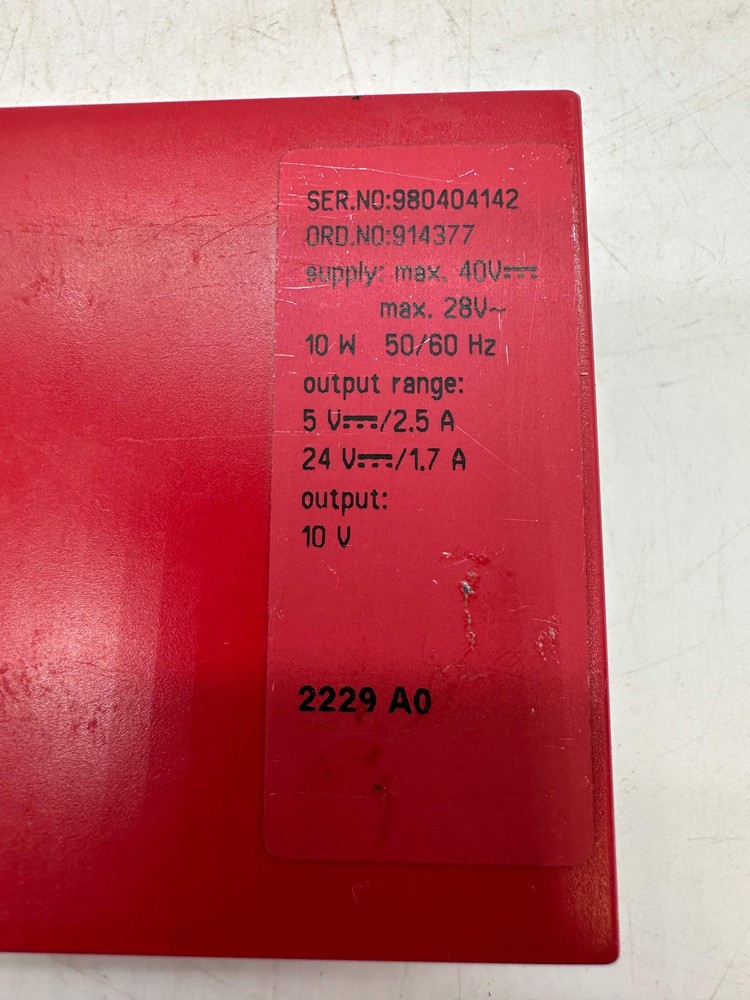 SER.NO:980404142
ORD.NO:914377
supply: max. 40V⎓
max. 28V~
10 W 50/60 Hz
output range:
5 V⎓/2.5 A
24 V⎓/1.7 A
output:
10 V
2229 A0